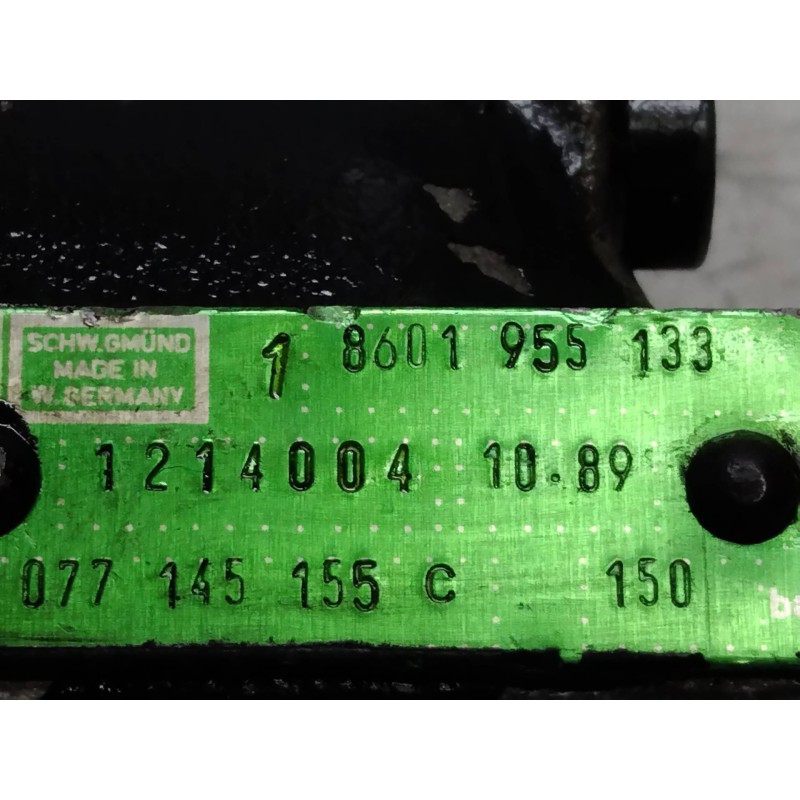 SCHW.GMÜND
MADE IN
W.GERMANY
1 8601 955 133
1214004 10.89
077 145 155 C 150